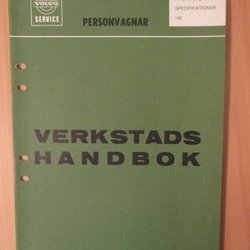 VOLVO
SERVICE
PERSONVAGNAR
SPECIFIKATIONER
140
VERKSTADS
HANDBOK